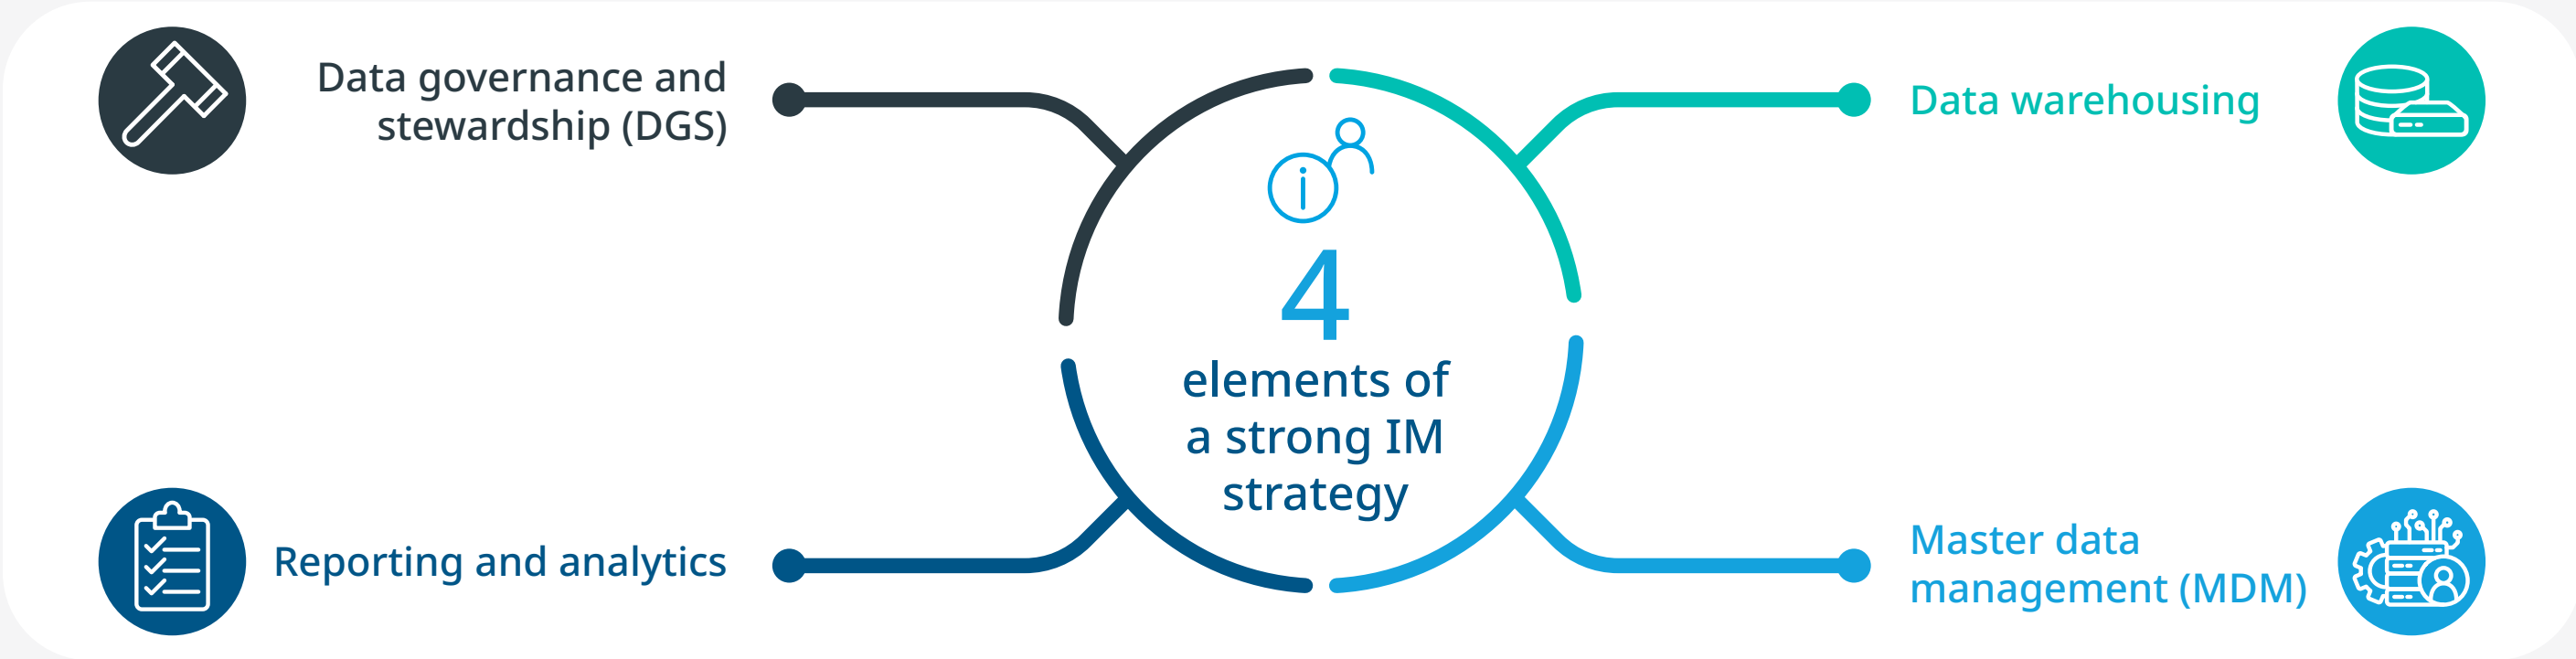 Data governance and
stewardship (DGS)
Data warehousing
4
elements of
a strong IM
strategy
Reporting and analytics
Master data
management (MDM)